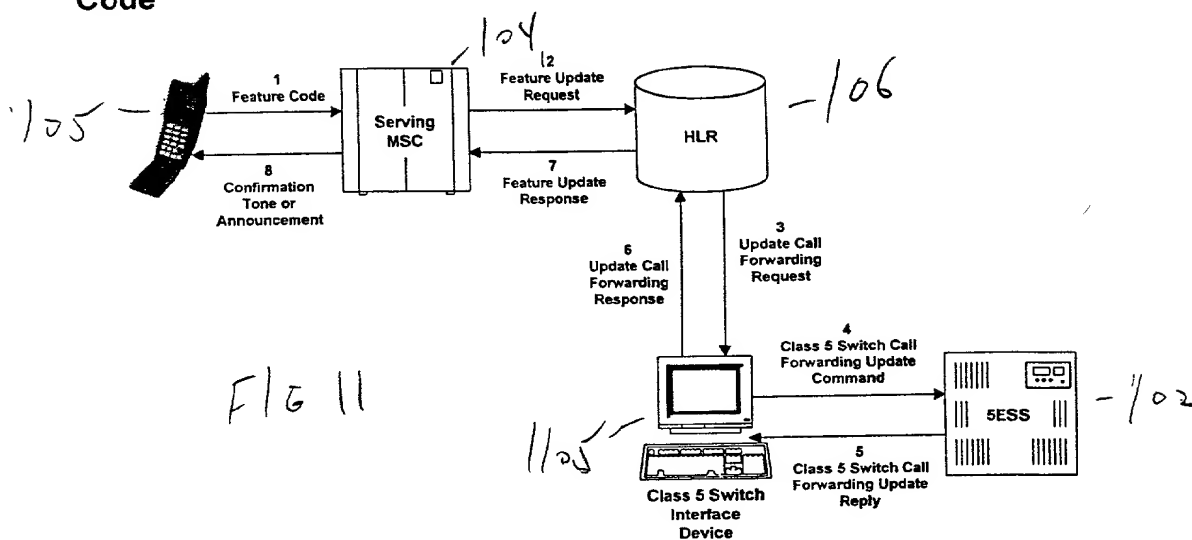 Code
104
1
Feature Code
12
Feature Update
Request
106
105
Serving
MSC
HLR
8
Confirmation
Tone or
Announcement
7
Feature Update
Response
6
Update Call
Forwarding
Response
3
Update Call
Forwarding
Request
4
Class 5 Switch Call
Forwarding Update
Command
FIG 11
5ESS
102
1105
5
Class 5 Switch Call
Forwarding Update
Reply
Class 5 Switch
Interface
Device